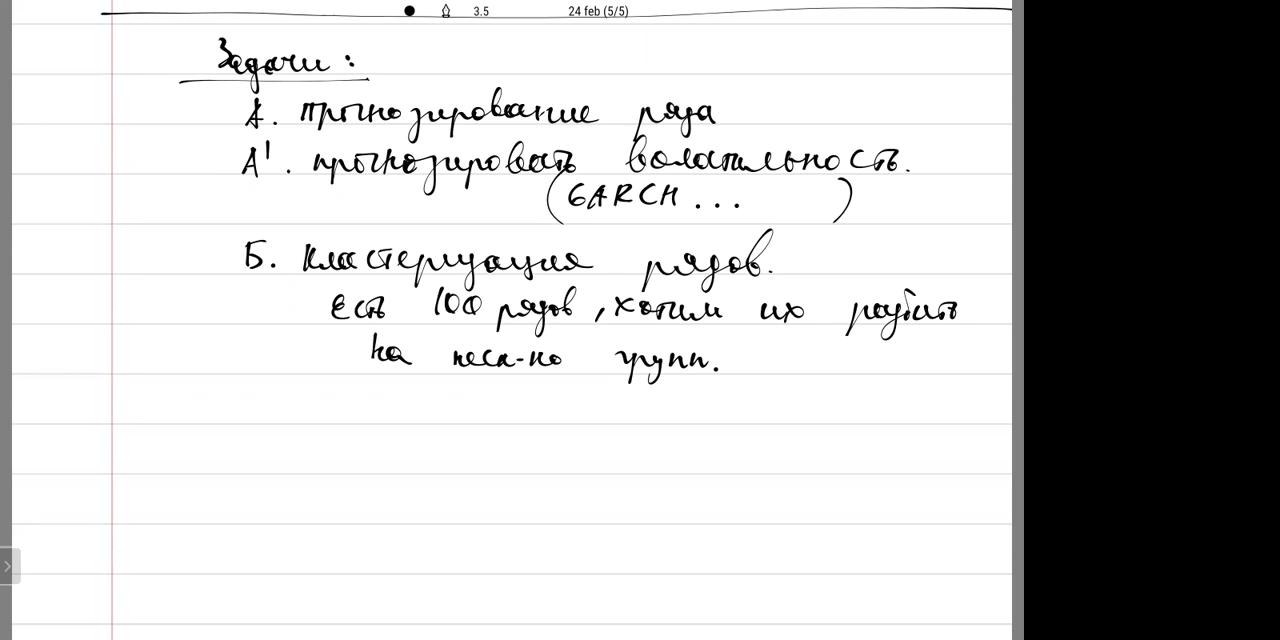 3.5 24 feb (5/5)
Задачи:
А. прогнозирование ряда
А'. прогнозировать волатильность.
(GARCH ... )
Б. кластеризация рядов.
Есть 100 рядов, хотим их разбить
на неск-ко групп.